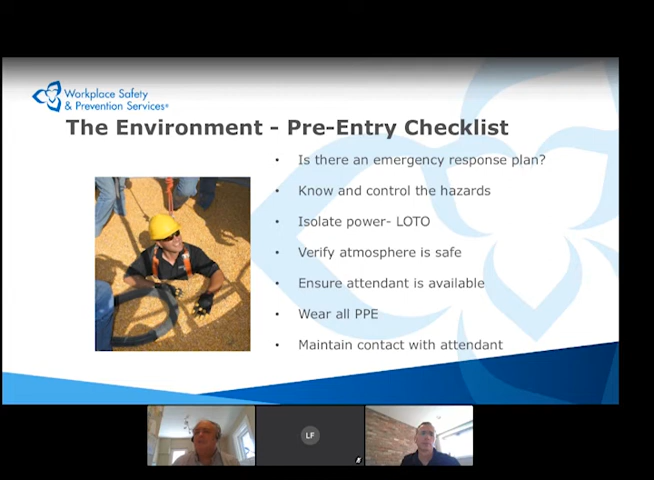 Workplace Safety
& Prevention Services®
The Environment - Pre-Entry Checklist
• Is there an emergency response plan?
• Know and control the hazards
• Isolate power- LOTO
• Verify atmosphere is safe
• Ensure attendant is available
• Wear all PPE
• Maintain contact with attendant
LF